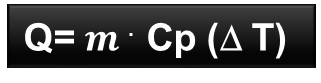 Q= m · Cp (Δ T)